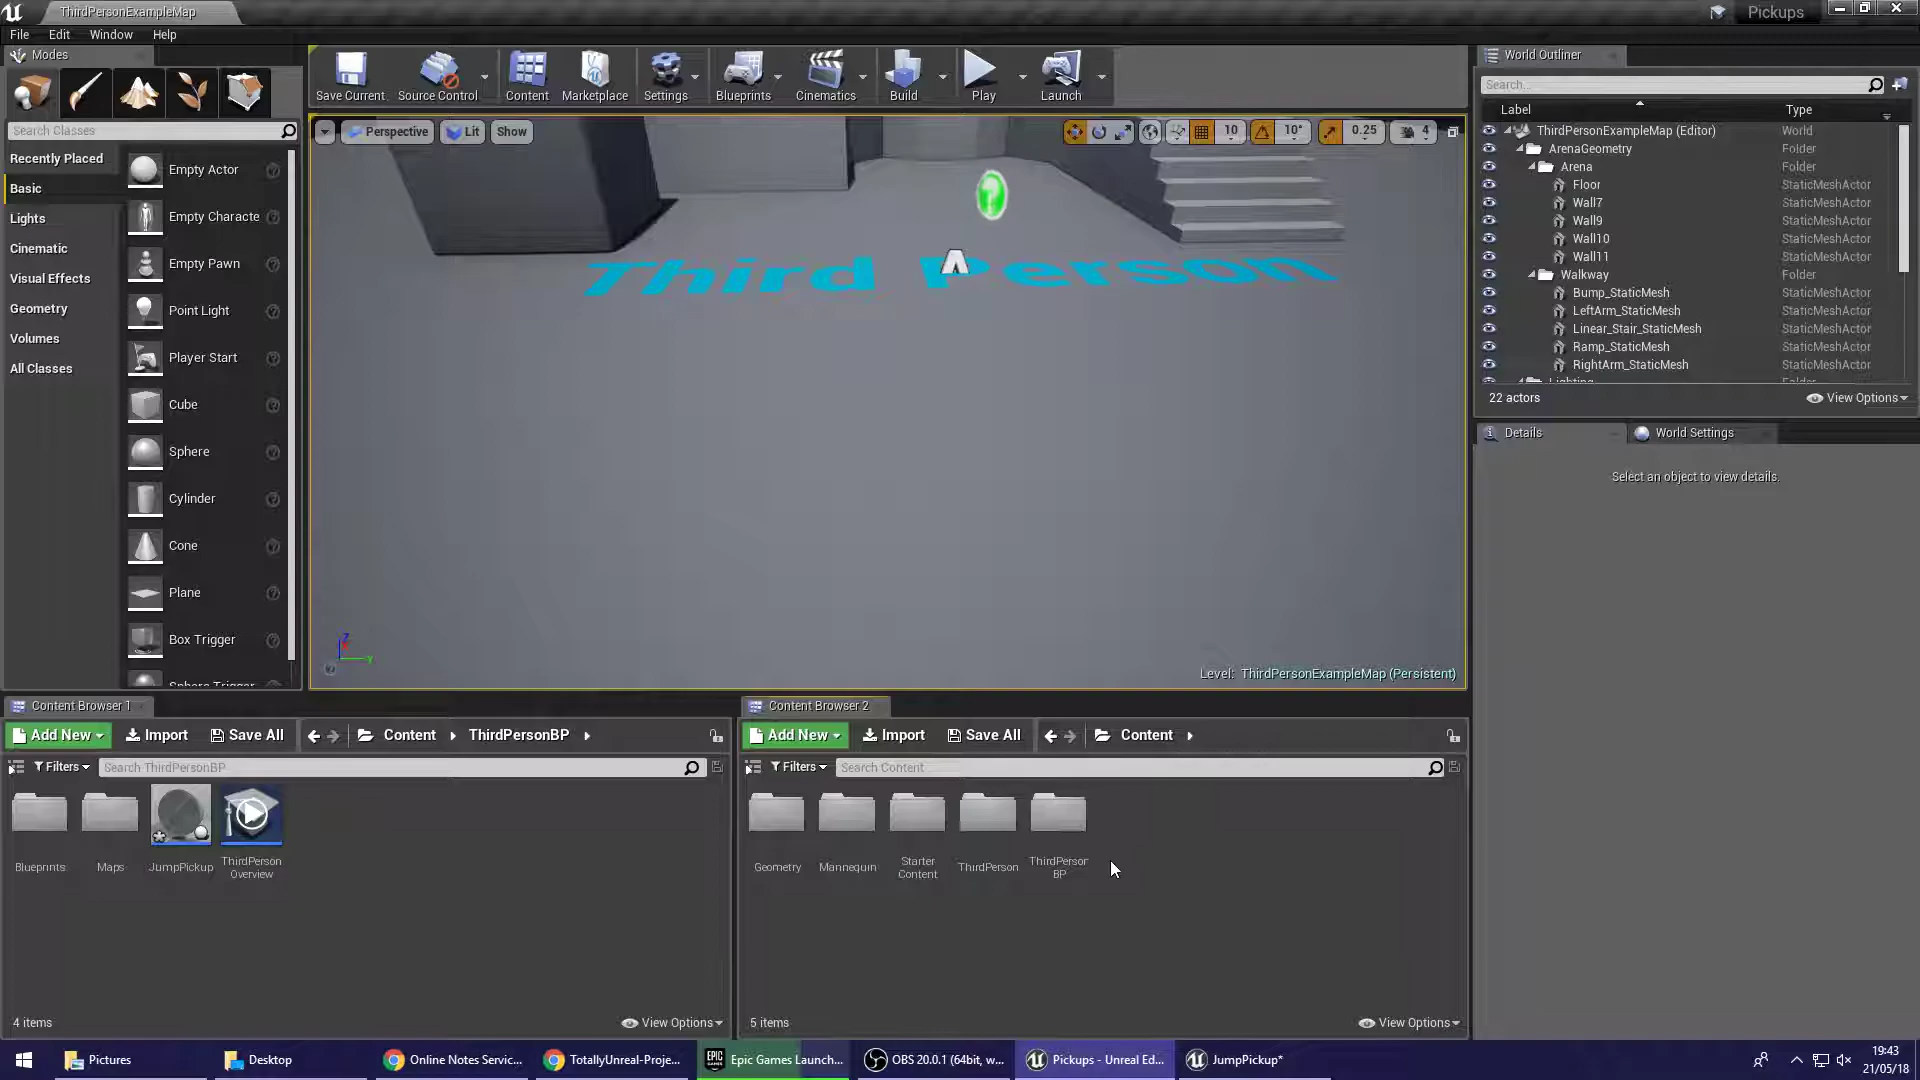 ThirdPersonExampleMap
Pickups
File Edit Window Help
Modes
Search Classes
Recently Placed
Basic
Lights
Cinematic
Visual Effects
Geometry
Volumes
All Classes
Empty Actor
Empty Characte
Empty Pawn
Point Light
Player Start
Cube
Sphere
Cylinder
Cone
Plane
Box Trigger
Sphere Trigger
Save Current Source Control Content Marketplace Settings Blueprints Cinematics Build Play Launch
Perspective Lit Show
10 10° 0.25 4
Third Person
Level: ThirdPersonExampleMap (Persistent)
World Outliner
Search...
Label Type
ThirdPersonExampleMap (Editor) World
ArenaGeometry Folder
Arena Folder
Floor StaticMeshActor
Wall7 StaticMeshActor
Wall9 StaticMeshActor
Wall10 StaticMeshActor
Wall11 StaticMeshActor
Walkway Folder
Bump_StaticMesh StaticMeshActor
LeftArm_StaticMesh StaticMeshActor
Linear_Stair_StaticMesh StaticMeshActor
Ramp_StaticMesh StaticMeshActor
RightArm_StaticMesh StaticMeshActor
Lighting Folder
22 actors View Options
Details World Settings
Select an object to view details.
Content Browser 1
Add New Import Save All Content ThirdPersonBP
Filters Search ThirdPersonBP
Blueprints Maps JumpPickup ThirdPerson
Overview
4 items View Options
Content Browser 2
Add New Import Save All Content
Filters Search Content
Geometry Mannequin Starter
Content ThirdPerson ThirdPerson
BP
5 items View Options
Pictures Desktop Online Notes Servic... TotallyUnreal-Proje... Epic Games Launch... OBS 20.0.1 (64bit, w... Pickups - Unreal Ed... JumpPickup*
19:43
21/05/18